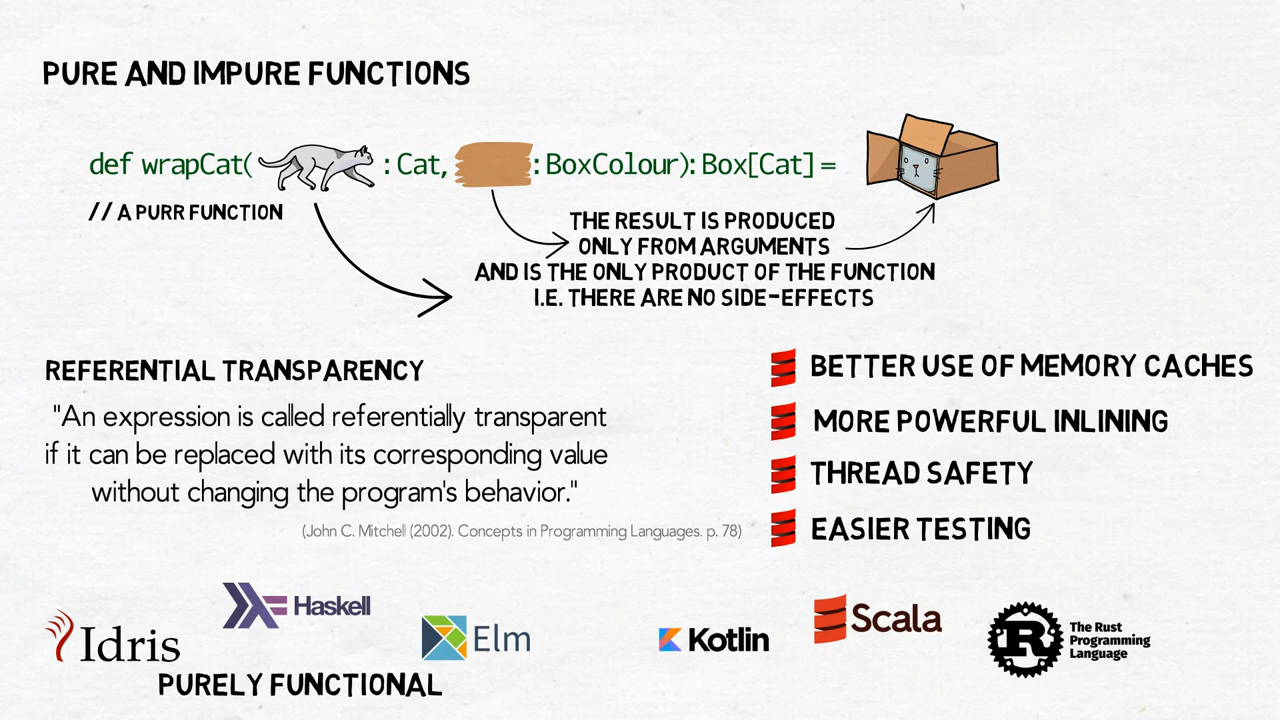 PURE AND IMPURE FUNCTIONS
def wrapCat( :Cat, :BoxColour):Box[Cat]=
// A PURR FUNCTION
THE RESULT IS PRODUCED
ONLY FROM ARGUMENTS
AND IS THE ONLY PRODUCT OF THE FUNCTION
I.E. THERE ARE NO SIDE-EFFECTS
REFERENTIAL TRANSPARENCY
"An expression is called referentially transparent
if it can be replaced with its corresponding value
without changing the program's behavior."
(John C. Mitchell (2002). Concepts in Programming Languages. p. 78)
BETTER USE OF MEMORY CACHES
MORE POWERFUL INLINING
THREAD SAFETY
EASIER TESTING
Idris
Haskell
Elm
PURELY FUNCTIONAL
Kotlin
Scala
R
The Rust
Programming
Language